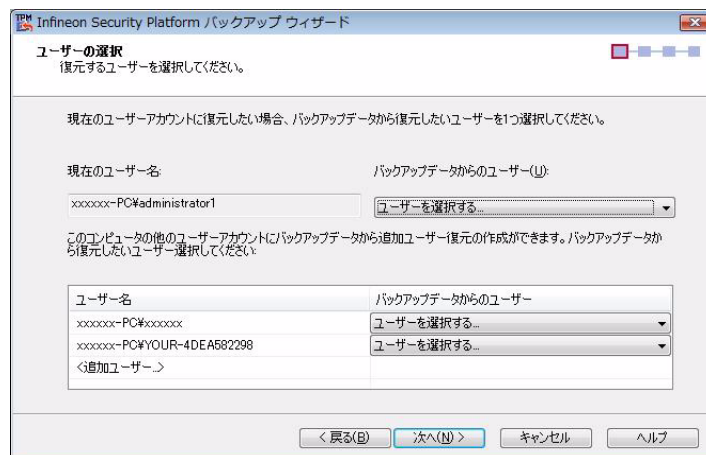 TPM
Infineon Security Platform バックアップ ウィザード
ユーザーの選択
復元するユーザーを選択してください。
現在のユーザーアカウントに復元したい場合、バックアップデータから復元したいユーザーを1つ選択してください。
現在のユーザー名:
バックアップデータからのユーザー(U):
xxxxxx-PC¥administrator1
ユーザーを選択する...
このコンピュータの他のユーザーアカウントにバックアップデータから追加ユーザー復元の作成ができます。バックアップデータか
ら復元したいユーザー選択してください:
ユーザー名
バックアップデータからのユーザー
xxxxxx-PC¥xxxxxx
ユーザーを選択する...
xxxxxx-PC¥YOUR-4DEA582298
ユーザーを選択する...
<追加ユーザー...>
< 戻る(B)
次へ(N) >
キャンセル
ヘルプ